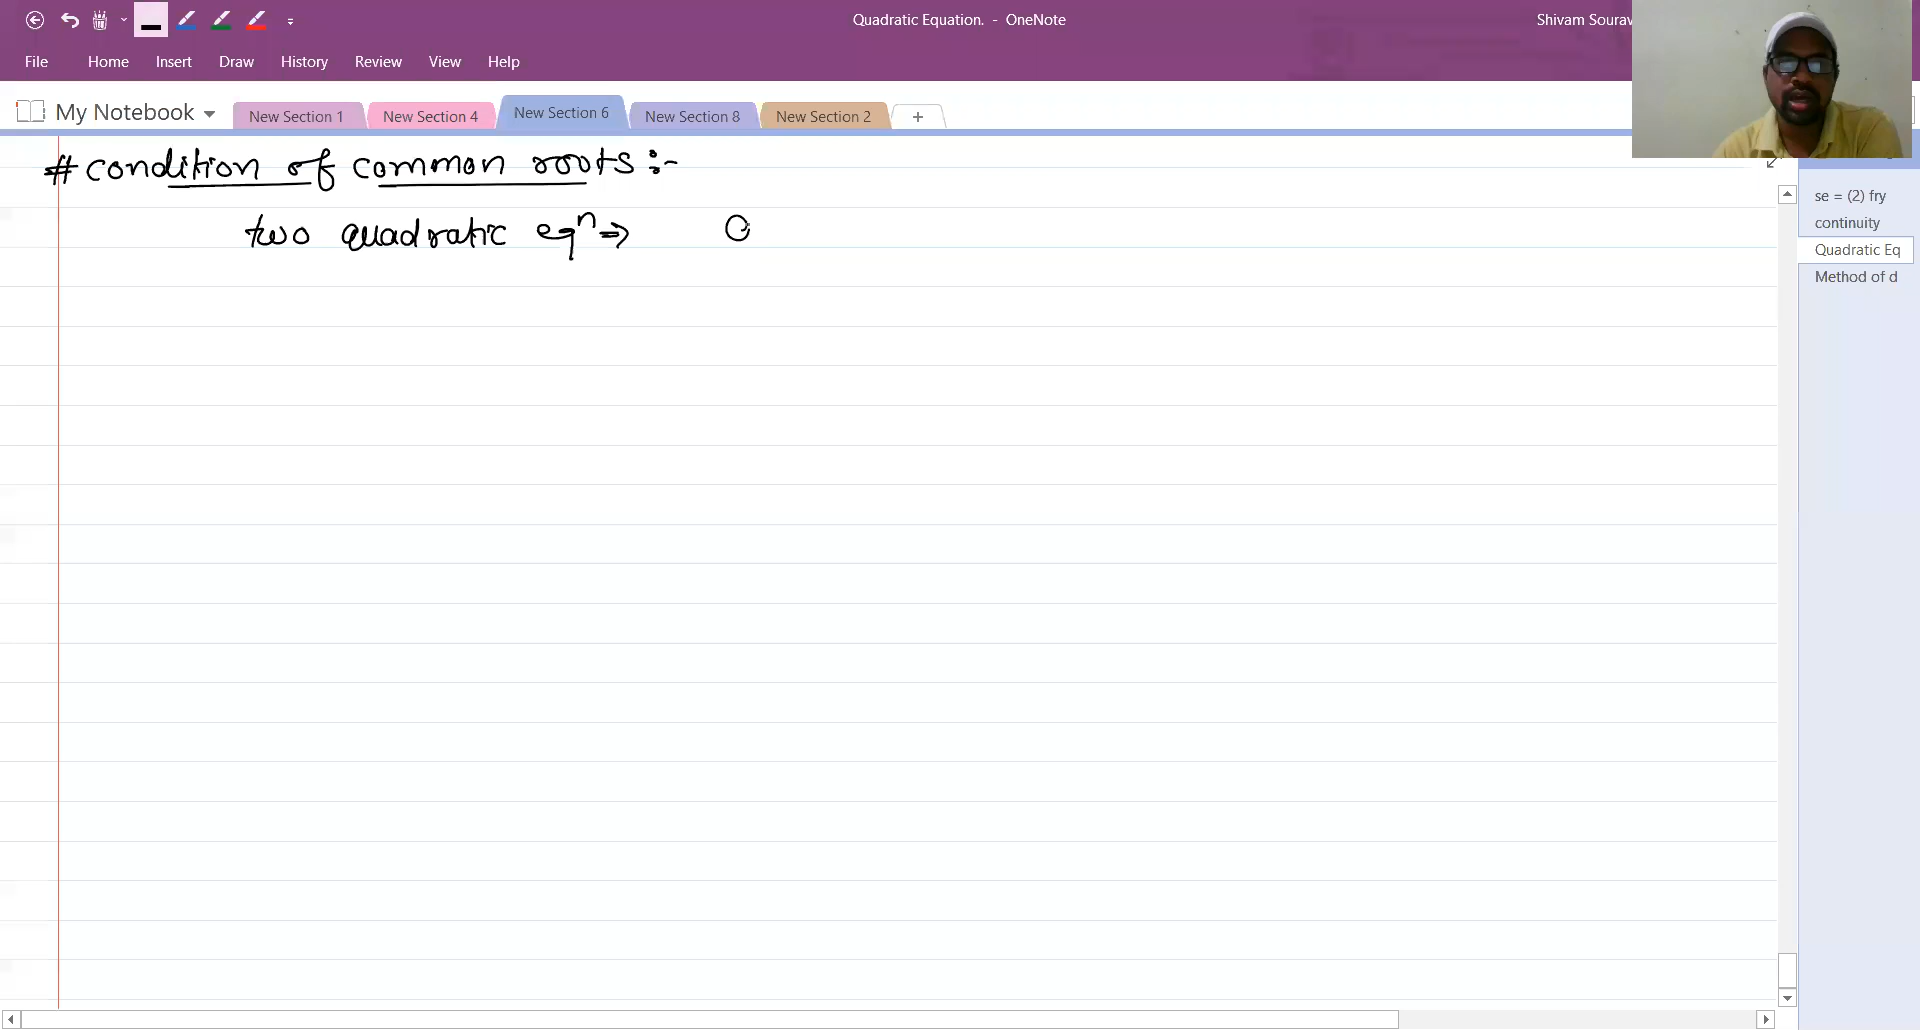 Quadratic Equation. - OneNote
Shivam Sourav
File Home Insert Draw History Review View Help
My Notebook New Section 1 New Section 4 New Section 6 New Section 8 New Section 2 +
# condition of common roots :-
two quadratic eqⁿ ⇒
se = (2) fry
continuity
Quadratic Eq
Method of d